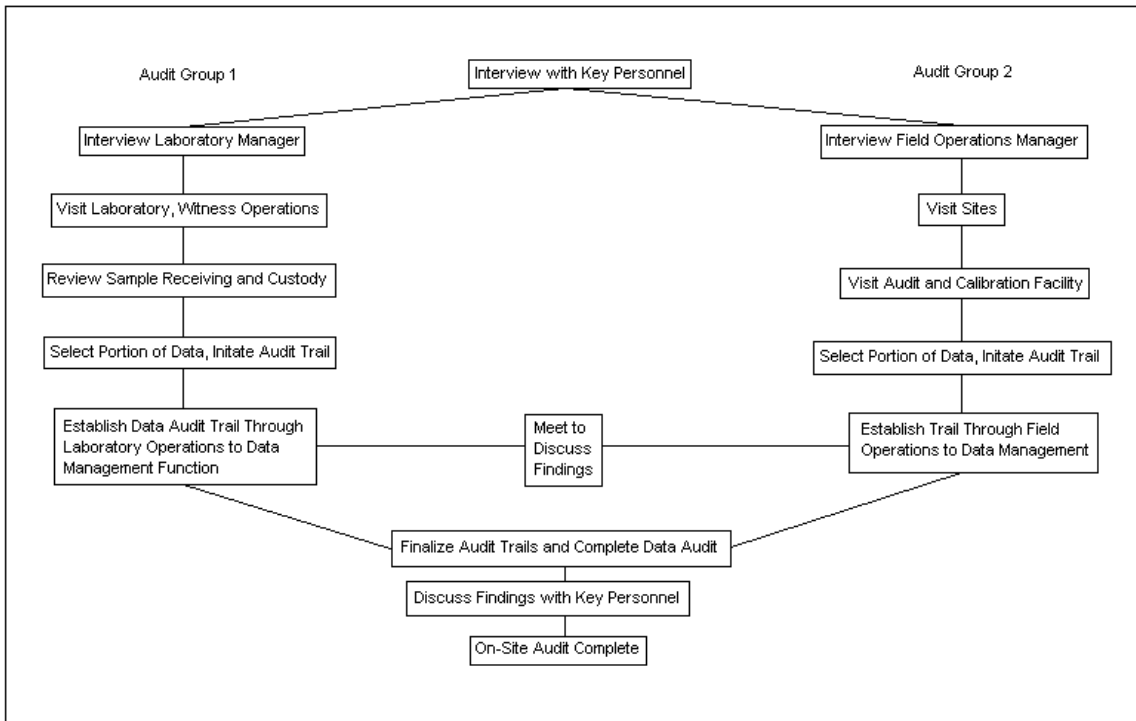 Audit Group 1
Interview with Key Personnel
Audit Group 2
Interview Laboratory Manager
Interview Field Operations Manager
Visit Laboratory, Witness Operations
Visit Sites
Review Sample Receiving and Custody
Visit Audit and Calibration Facility
Select Portion of Data, Initate Audit Trail
Select Portion of Data, Initate Audit Trail
Establish Data Audit Trail Through
Laboratory Operations to Data
Management Function
Meet to
Discuss
Findings
Establish Trail Through Field
Operations to Data Management
Finalize Audit Trails and Complete Data Audit
Discuss Findings with Key Personnel
On-Site Audit Complete